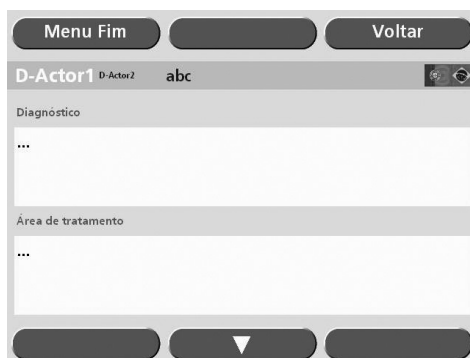 Menu Fim Voltar
D-Actor1 D-Actor2 abc
Diagnóstico
...
Área de tratamento
...